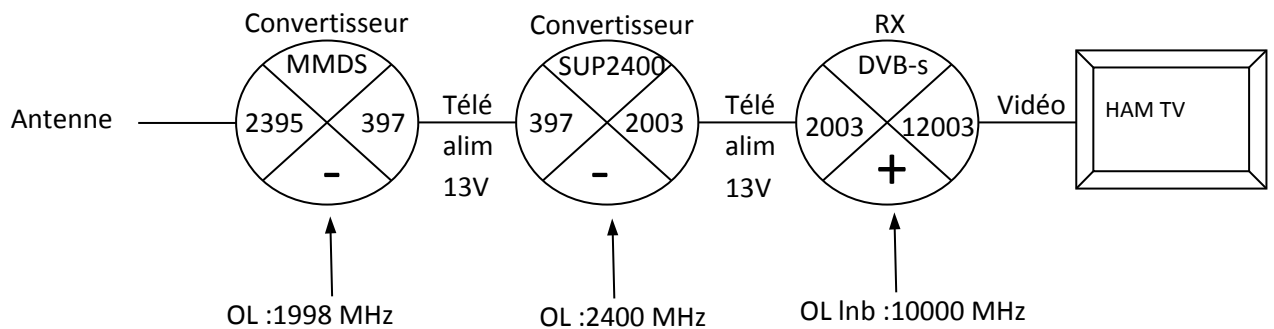 Convertisseur
Convertisseur
RX
MMDS
SUP2400
DVB-s
Antenne
2395
397
Télé
alim
13V
397
2003
Télé
alim
13V
2003
12003
Vidéo
HAM TV
-
-
+
OL :1998 MHz
OL :2400 MHz
OL lnb :10000 MHz